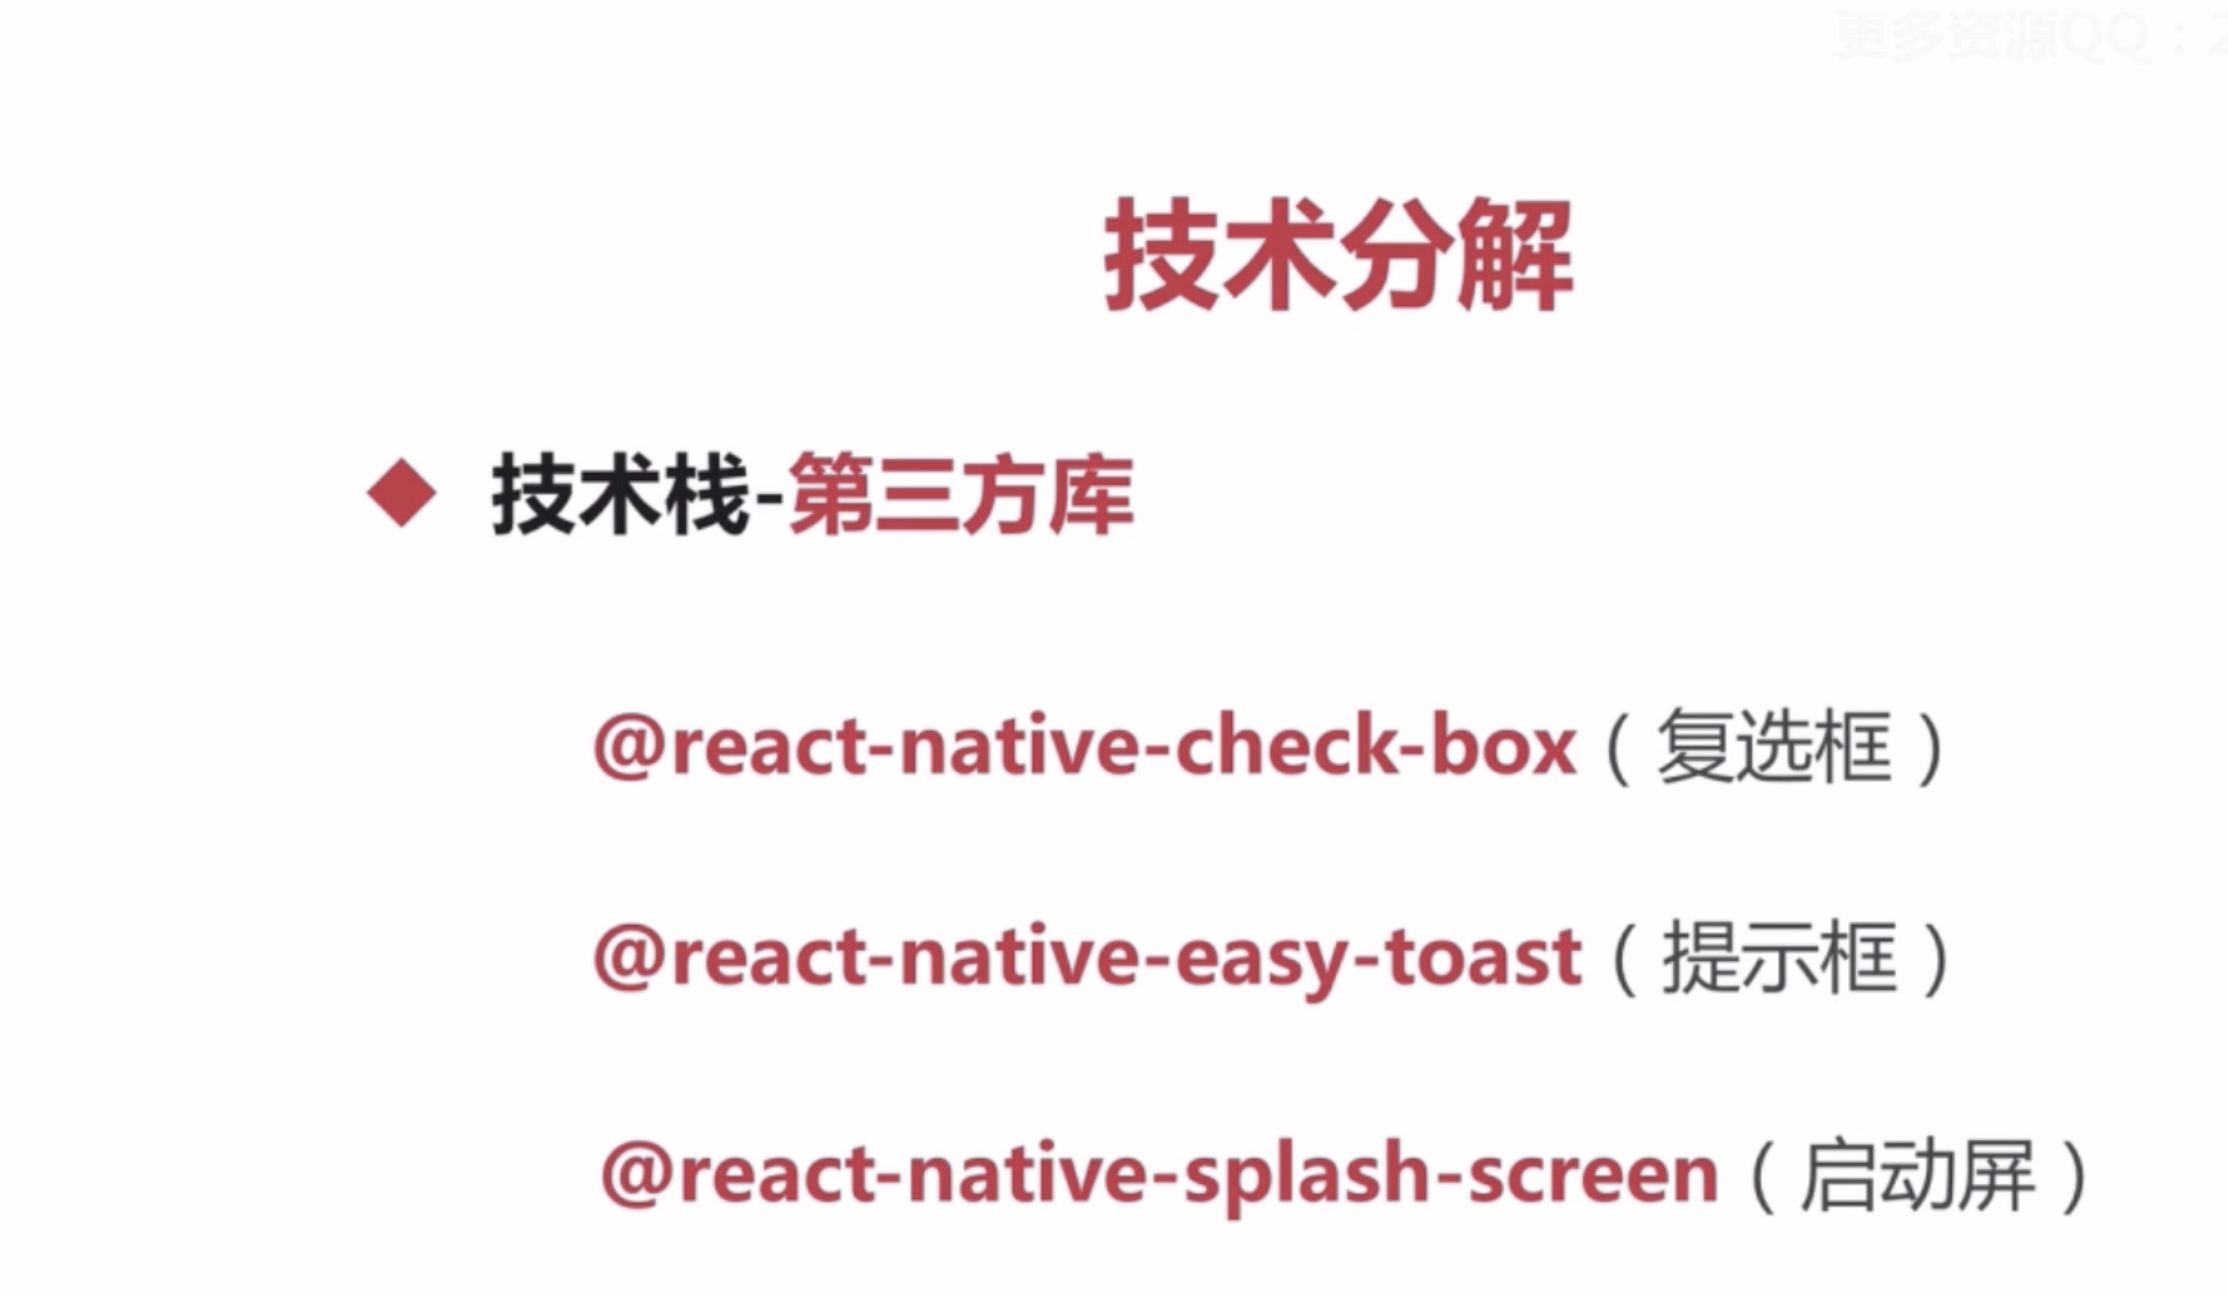 更多资源QQ：2
技术分解
技术栈-第三方库
@react-native-check-box（复选框）
@react-native-easy-toast（提示框）
@react-native-splash-screen（启动屏）